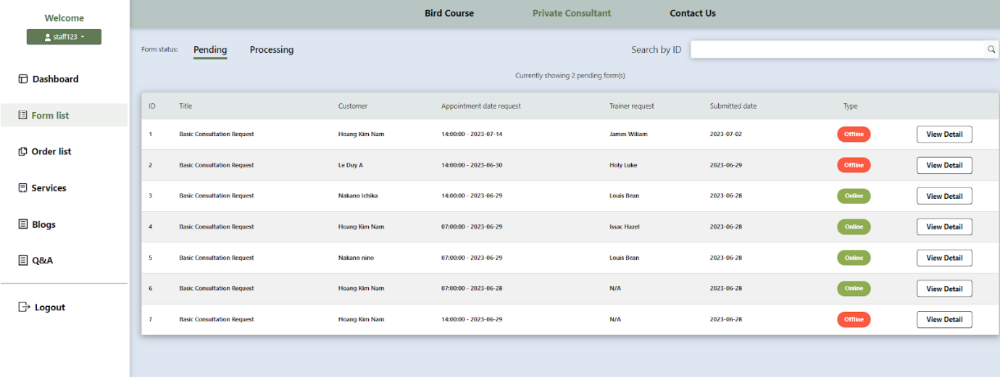 Welcome
staff123
Dashboard
Form list
Order list
Services
Blogs
Q&A
Logout
Bird Course Private Consultant Contact Us
Form status: Pending Processing Search by ID
Currently showing 2 pending form(s)
ID Title Customer Appointment date request Trainer request Submitted date Type
1 Basic Consultation Request Hoang Kim Nam 14:00:00 - 2023-07-14 James Wiliam 2023-07-02 Offline View Detail
2 Basic Consultation Request Le Duy A 14:00:00 - 2023-06-30 Holy Luke 2023-06-29 Offline View Detail
3 Basic Consultation Request Nakano Ichika 14:00:00 - 2023-06-29 Louis Bean 2023-06-28 Online View Detail
4 Basic Consultation Request Hoang Kim Nam 07:00:00 - 2023-06-29 Issac Hazel 2023-06-28 Online View Detail
5 Basic Consultation Request Nakano nino 07:00:00 - 2023-06-29 Louis Bean 2023-06-28 Online View Detail
6 Basic Consultation Request Hoang Kim Nam 07:00:00 - 2023-06-28 N/A 2023-06-28 Online View Detail
7 Basic Consultation Request Hoang Kim Nam 14:00:00 - 2023-06-29 N/A 2023-06-28 Offline View Detail